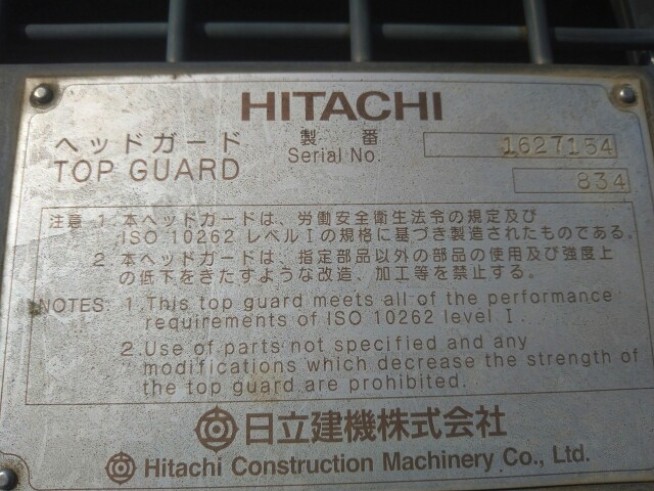 HITACHI
ヘッドガード 製 番
TOP GUARD Serial No. 1627154
834
注意 1. 本ヘッドガードは、労働安全衛生法令の規定及び
ISO 10262 レベルⅠの規格に基づき製造されたものである。
2. 本ヘッドガードは、指定部品以外の部品の使用及び強度上
の低下をきたすような改造、加工等を禁止する。
NOTES: 1. This top guard meets all of the performance
requirements of ISO 10262 level Ⅰ.
2. Use of parts not specified and any
modifications which decrease the strength of
the top guard are prohibited.
日立建機株式会社
Hitachi Construction Machinery Co., Ltd.